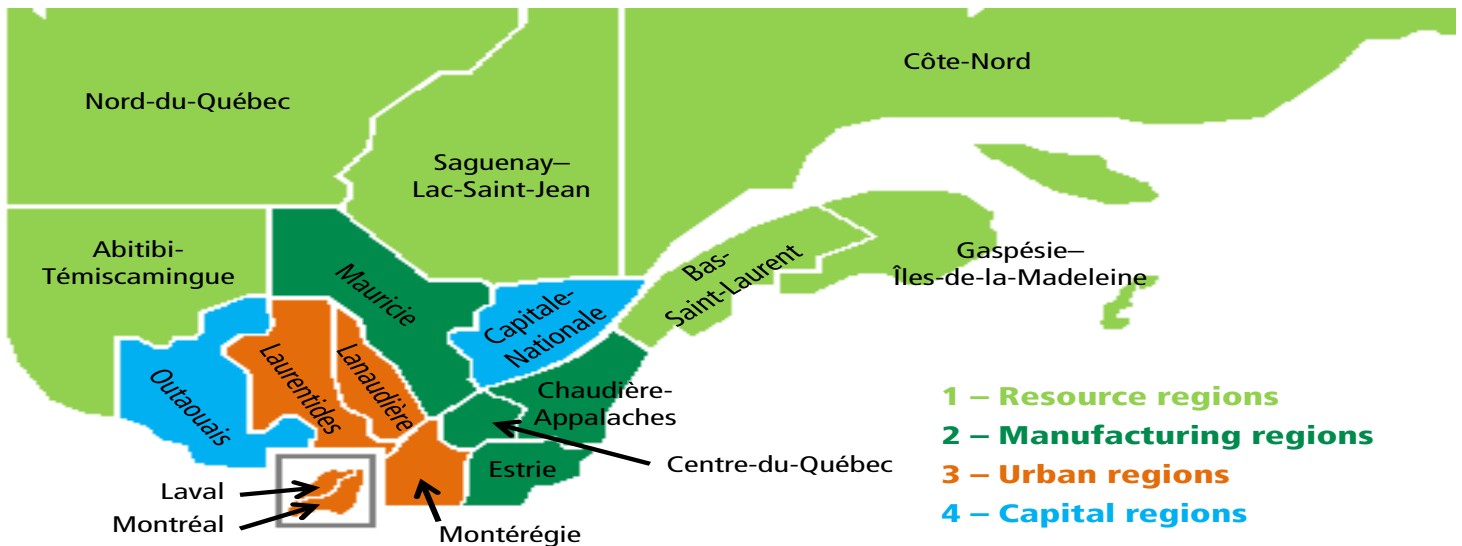 Côte-Nord
Nord-du-Québec
Saguenay–
Lac-Saint-Jean
Abitibi-
Témiscamingue
Mauricie
Bas-
Saint-Laurent
Gaspésie–
Îles-de-la-Madeleine
Capitale-
Nationale
Outaouais
Laurentides
Lanaudière
Chaudière-
Appalaches
Centre-du-Québec
Estrie
Laval
Montréal
Montérégie
1 – Resource regions
2 – Manufacturing regions
3 – Urban regions
4 – Capital regions